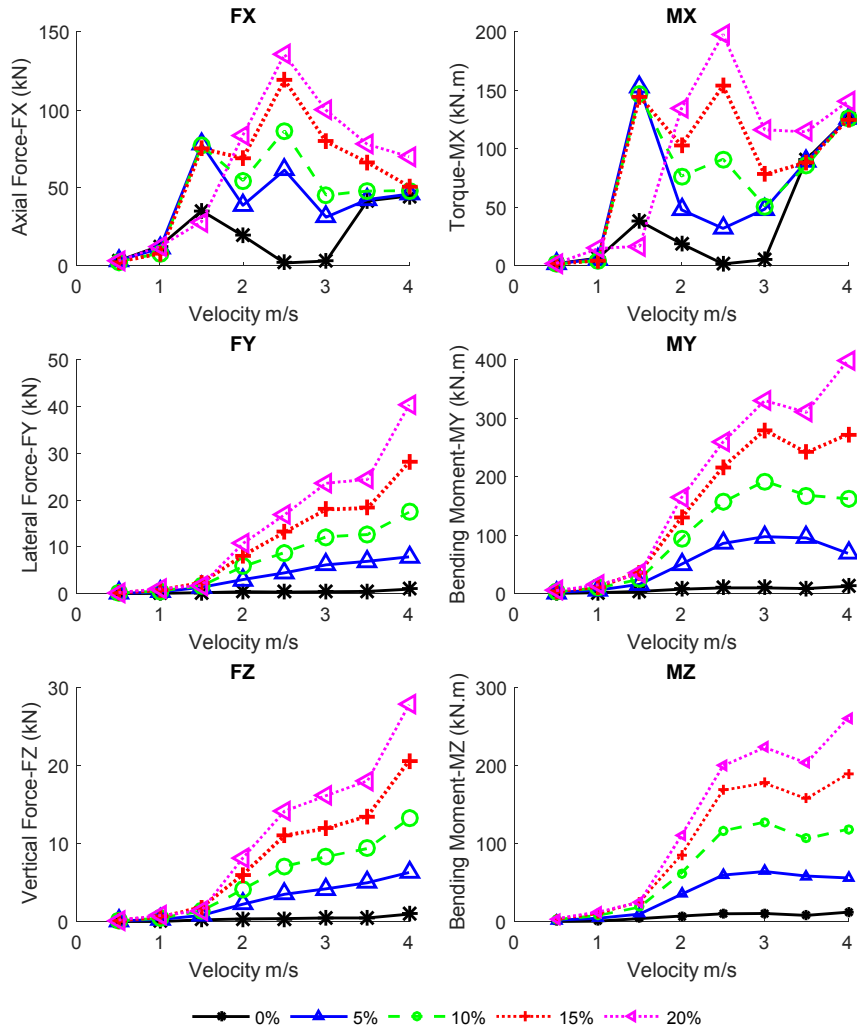 FX
MX
Axial Force-FX (kN)
150
100
50
0
0 1 2 3 4
Velocity m/s
Torque-MX (kN.m)
200
150
100
50
0
0 1 2 3 4
Velocity m/s
FY
MY
Lateral Force-FY (kN)
50
40
30
20
10
0
0 1 2 3 4
Velocity m/s
Bending Moment-MY (kN.m)
400
300
200
100
0
0 1 2 3 4
Velocity m/s
FZ
MZ
Vertical Force-FZ (kN)
30
20
10
0
0 1 2 3 4
Velocity m/s
Bending Moment-MZ (kN.m)
300
200
100
0
0 1 2 3 4
Velocity m/s
0% 5% 10% 15% 20%